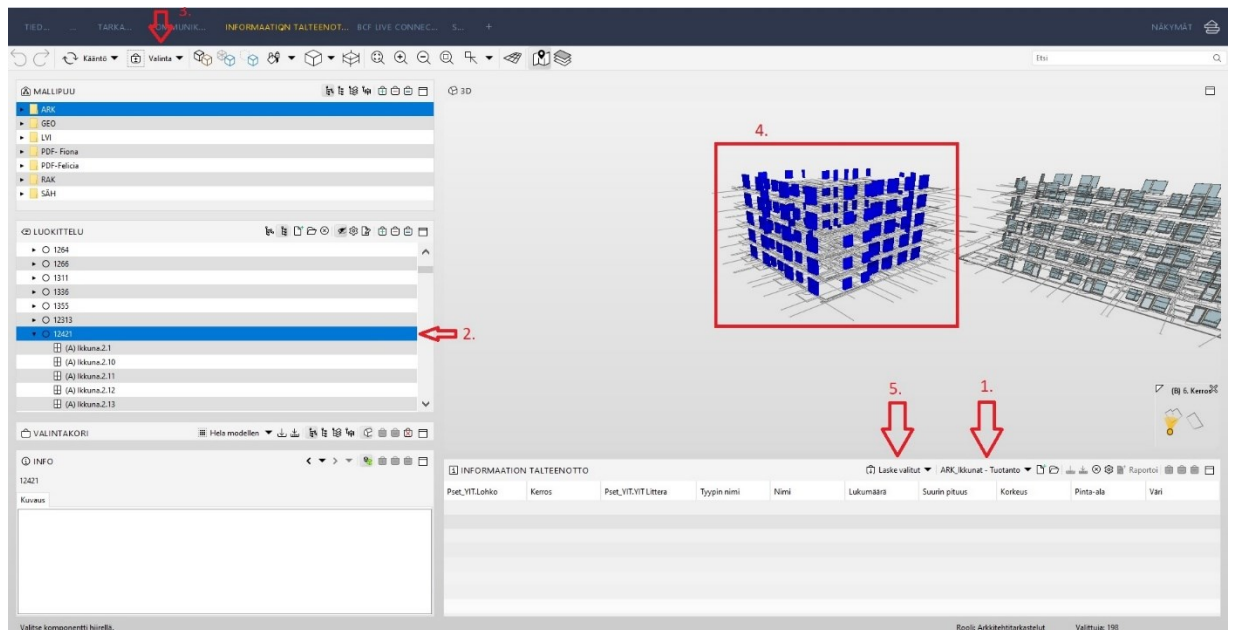 TIED... ... TARKA... KOMMUNIK... INFORMAATION TALTEENOT... BCF LIVE CONNEC... S... + NÄKYMÄT
3.
Kääntö Valinta Etsi
MALLIPUU
ARK
GEO
LVI
PDF- Fiona
PDF-Felicia
RAK
SÄH
LUOKITTELU
1264
1266
1311
1336
1355
12313
12421
(A) Ikkuna.2.1
(A) Ikkuna.2.10
(A) Ikkuna.2.11
(A) Ikkuna.2.12
(A) Ikkuna.2.13
2.
VALINTAKORI Hela modellen
INFO
12421
Kuvaus
3D
4.
(B) 6. Kerros
5. 1.
INFORMAATION TALTEENOTTO Laske valitut ARK_Ikkunat - Tuotanto Raportoi
Pset_YIT.Lohko Kerros Pset_YIT.YIT Littera Tyypin nimi Nimi Lukumäärä Suurin pituus Korkeus Pinta-ala Väri
Valitse komponentti hiirellä. Rooli: Arkkitehtitarkastelut Valittuja: 198